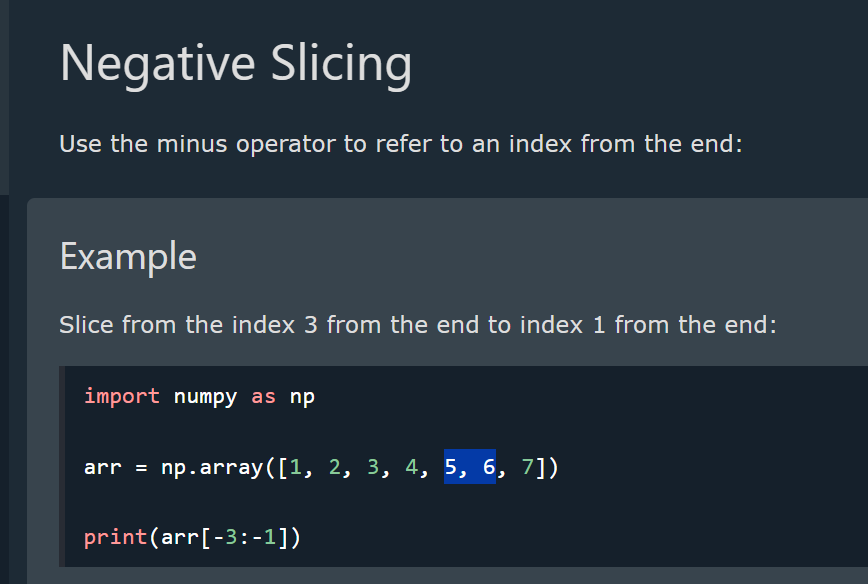 Negative Slicing
Use the minus operator to refer to an index from the end:
Example
Slice from the index 3 from the end to index 1 from the end:
import numpy as np
arr = np.array([1, 2, 3, 4, 5, 6, 7])
print(arr[-3:-1])